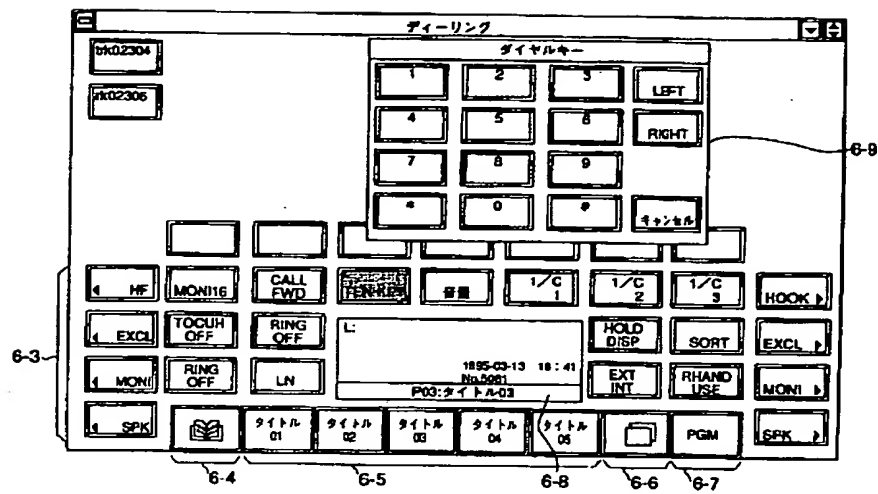 ディーリング
trk02304
trk02305
ダイヤルキー
1
2
3
LEFT
4
5
6
RIGHT
7
8
9
*
0
#
キャンセル
6-9
HF
MONI16
CALL
FWD
TEN-KEY
音量
1/C
1
1/C
2
1/C
3
HOOK
6-3
EXCL
TOCUH
OFF
RING
OFF
L:
HOLD
DISP
SORT
EXCL
1995-03-13 18:41
No.5061
P03:タイトル03
MONI
RING
OFF
LN
EXT
INT
RHAND
USE
MONI
SPK
タイトル
01
タイトル
02
タイトル
03
タイトル
04
タイトル
05
PGM
SPK
6-4
6-5
6-8
6-6
6-7